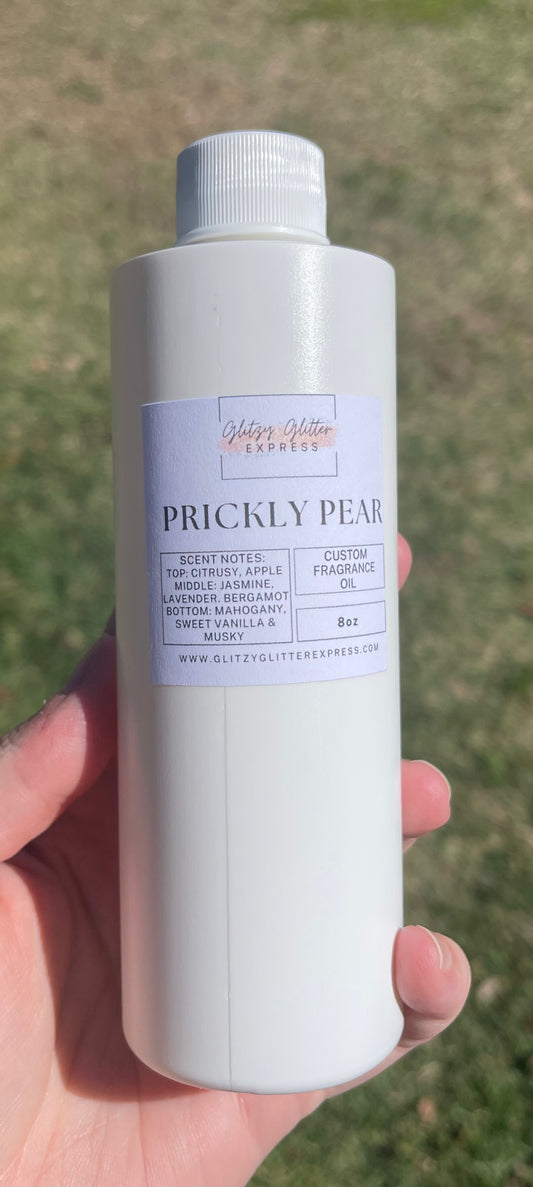 Glitzy Glitter
EXPRESS
PRICKLY PEAR
SCENT NOTES:
TOP: CITRUSY, APPLE
MIDDLE: JASMINE,
LAVENDER. BERGAMOT
BOTTOM: MAHOGANY,
SWEET VANILLA &
MUSKY
CUSTOM
FRAGRANCE
OIL
8oz
WWW.GLITZYGLITTEREXPRESS.COM